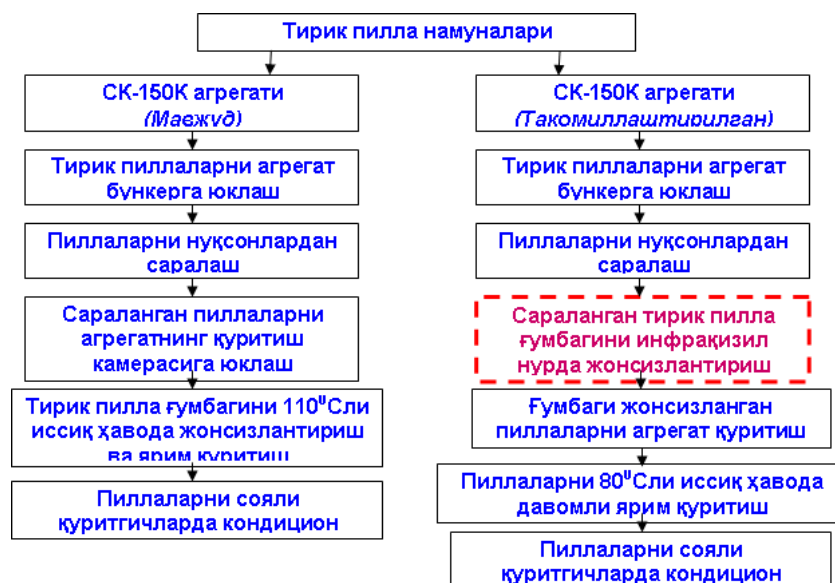 Тирик пилла намуналари
СК-150К агрегати
(Мавжуд)
Тирик пиллаларни агрегат
бункерга юклаш
Пиллаларни нуқсонлардан
саралаш
Сараланган пиллаларни
агрегатнинг қуритиш
камерасига юклаш
Тирик пилла ғумбагини 110⁰Сли
иссиқ ҳавода жонсизлантириш
ва ярим қуритиш
Пиллаларни сояли
қуритгичларда кондицион
СК-150К агрегати
(Такомиллаштирилган)
Тирик пиллаларни агрегат
бункерга юклаш
Пиллаларни нуқсонлардан
саралаш
Сараланган тирик пилла
ғумбагини инфрақизил
нурда жонсизлантириш
Ғумбаги жонсизланган
пиллаларни агрегат қуритиш
Пиллаларни 80⁰Сли иссиқ ҳавода
давомли ярим қуритиш
Пиллаларни сояли
қуритгичларда кондицион